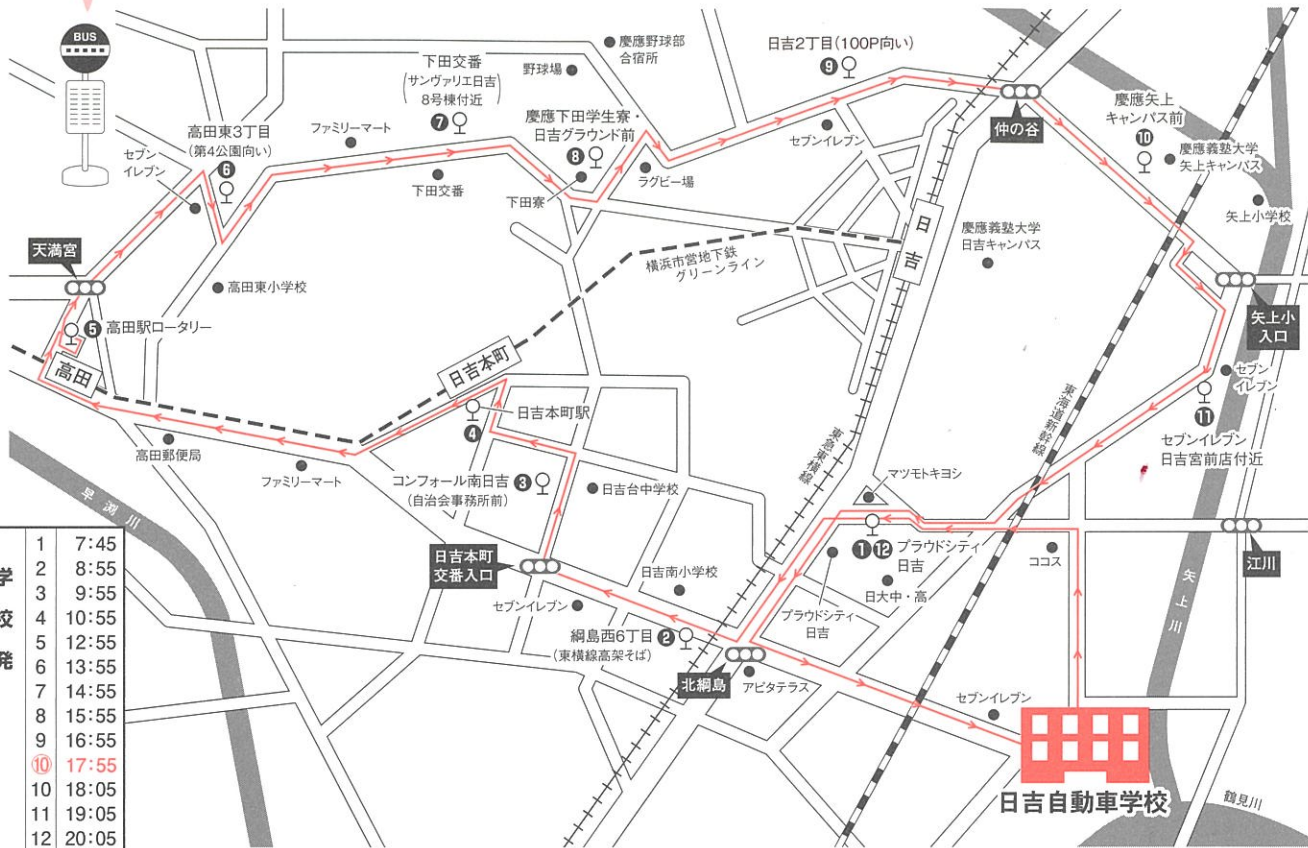 BUS
慶應野球部
合宿所
日吉2丁目(100P向い)
❾
下田交番
(サンヴァリエ日吉
8号棟付近)
❼
野球場
高田東3丁目
(第4公園向い)
❻
ファミリーマート
慶應下田学生寮・
日吉グラウンド前
❽
セブンイレブン
仲の谷
慶應矢上
キャンパス前
❿
慶應義塾大学
矢上キャンパス
セブン
イレブン
下田交番
下田寮
ラグビー場
矢上小学校
天満宮
日吉
慶應義塾大学
日吉キャンパス
横浜市営地下鉄
グリーンライン
高田東小学校
❺ 高田駅ロータリー
矢上小
入口
高田
日吉本町
東海道新幹線
セブン
イレブン
⓫
セブンイレブン
日吉宮前店付近
日吉本町駅
❹
東急東横線
高田郵便局
ファミリーマート
コンフォール南日吉 ❸
(自治会事務所前)
日吉台中学校
マツモトキヨシ
早渕川
❶ ⓬ プラウドシティ
日吉
日本町
日吉本町
交番入口
日吉南小学校
日大中・高
ココス
江川
矢上川
セブンイレブン
プラウドシティ
日吉
綱島西6丁目 ❷
(東横線高架そば)
北綱島
アピタテラス
セブンイレブン
日吉自動車学校
鶴見川
学校発
1 7:45
2 8:55
3 9:55
4 10:55
5 12:55
6 13:55
7 14:55
8 15:55
9 16:55
⑩ 17:55
10 18:05
11 19:05
12 20:05